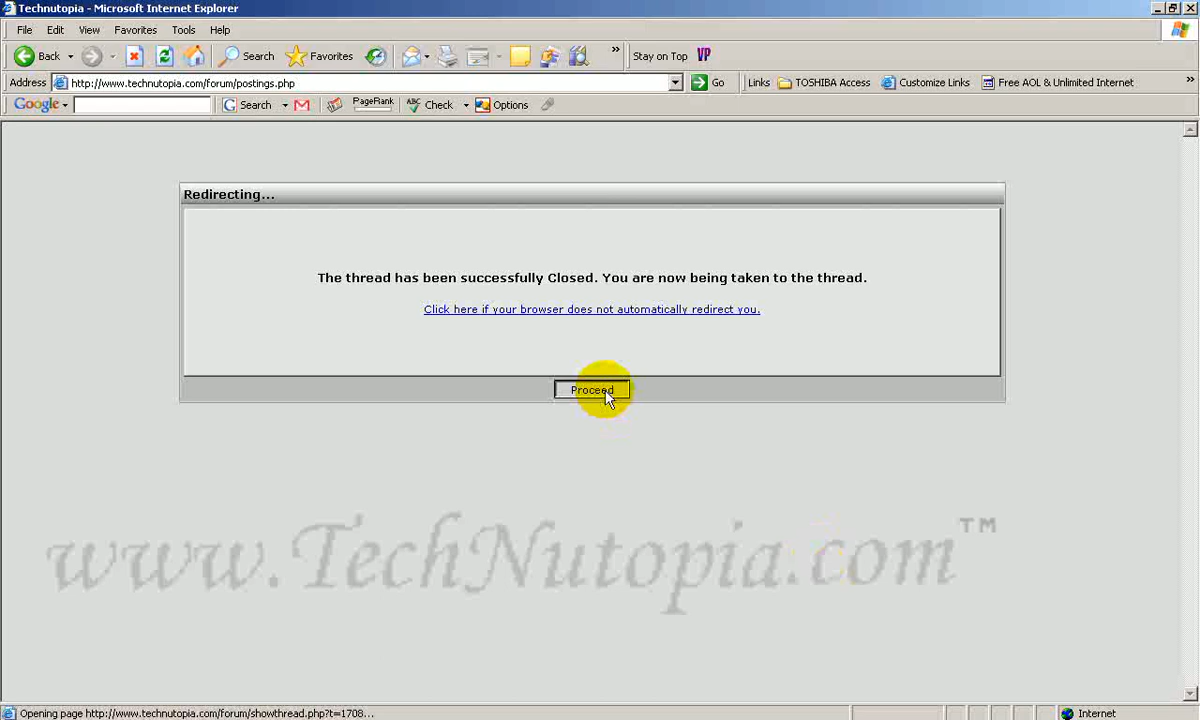 Technutopia - Microsoft Internet Explorer
File Edit View Favorites Tools Help
Back Search Favorites » Stay on Top VP
Address http://www.technutopia.com/forum/postings.php Go Links TOSHIBA Access Customize Links Free AOL & Unlimited Internet »
Google Search PageRank ABC Check Options
Redirecting...
The thread has been successfully Closed. You are now being taken to the thread.
Click here if your browser does not automatically redirect you.
Proceed
www.TechNutopia.com™
Opening page http://www.technutopia.com/forum/showthread.php?t=1708... Internet